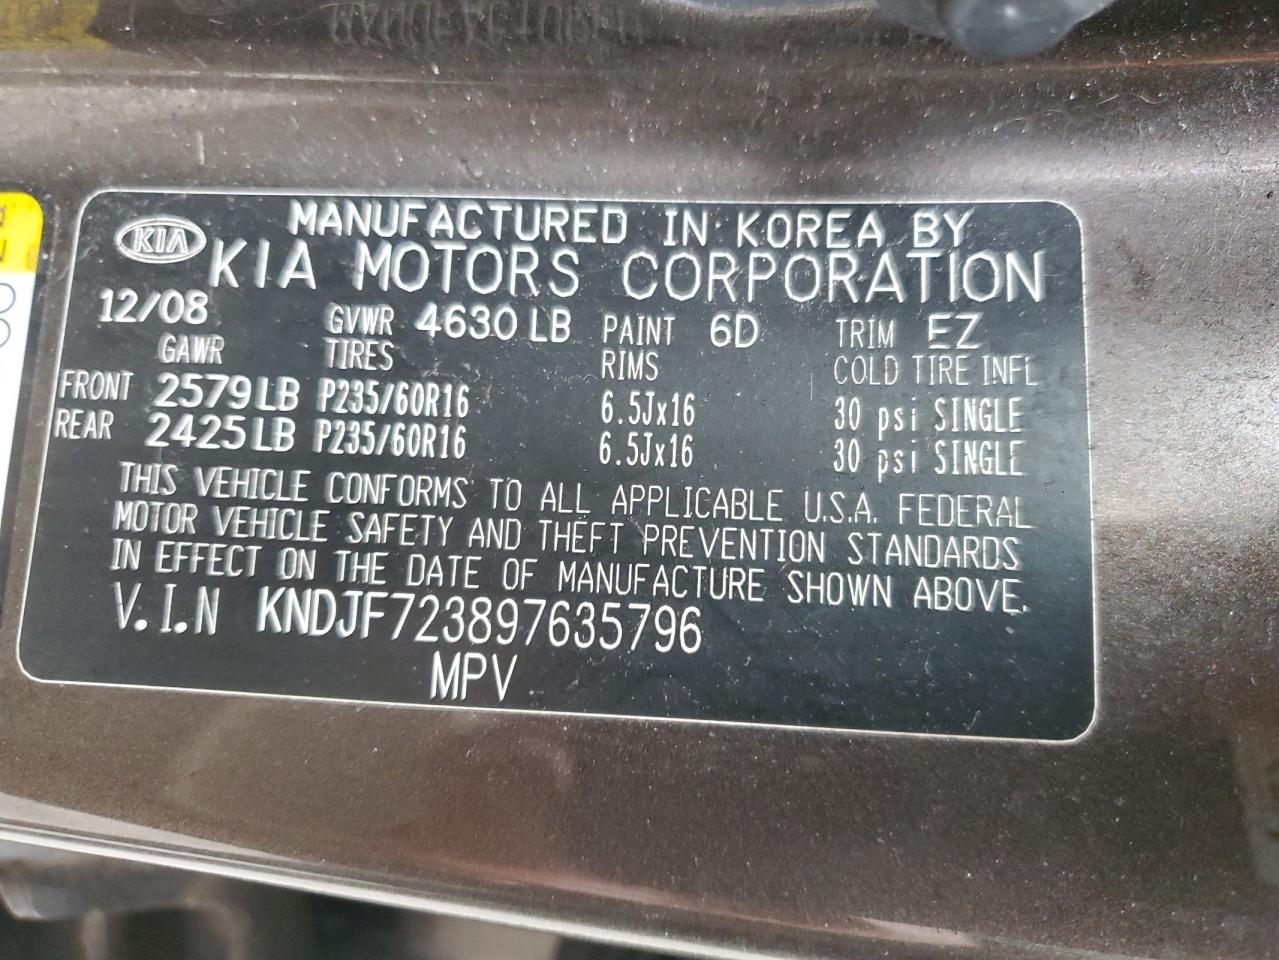 MANUFACTURED IN KOREA BY
KIA KIA MOTORS CORPORATION
12/08 GVWR 4630 LB PAINT 6D TRIM EZ
GAWR TIRES RIMS COLD TIRE INFL
FRONT 2579 LB P235/60R16 6.5Jx16 30 psi SINGLE
REAR 2425 LB P235/60R16 6.5Jx16 30 psi SINGLE
THIS VEHICLE CONFORMS TO ALL APPLICABLE U.S.A. FEDERAL
MOTOR VEHICLE SAFETY AND THEFT PREVENTION STANDARDS
IN EFFECT ON THE DATE OF MANUFACTURE SHOWN ABOVE.
V.I.N KNDJF723897635796
MPV